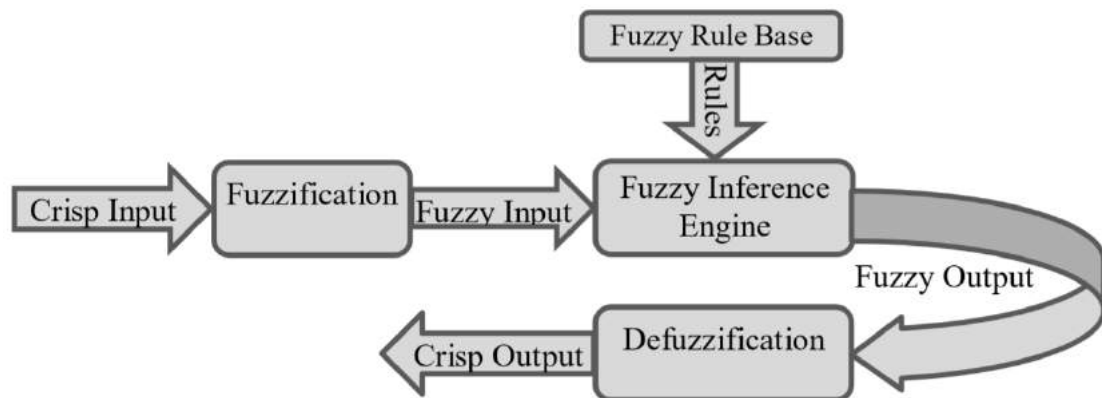 Fuzzy Rule Base
Rules
Crisp Input
Fuzzification
Fuzzy Input
Fuzzy Inference
Engine
Fuzzy Output
Defuzzification
Crisp Output